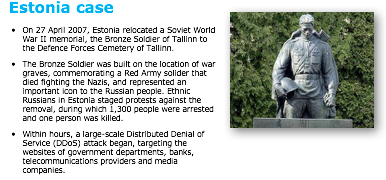 Estonia case
• On 27 April 2007, Estonia relocated a Soviet World
War II memorial, the Bronze Soldier of Tallinn to
the Defence Forces Cemetery of Tallinn.
• The Bronze Soldier was built on the location of war
graves, commemorating a Red Army solider that
died fighting the Nazis, and represented an
important icon to the Russian people. Ethnic
Russians in Estonia staged protests against the
removal, during which 1,300 people were arrested
and one person was killed.
• Within hours, a large-scale Distributed Denial of
Service (DDoS) attack began, targeting the
websites of government departments, banks,
telecommunications providers and media
companies.